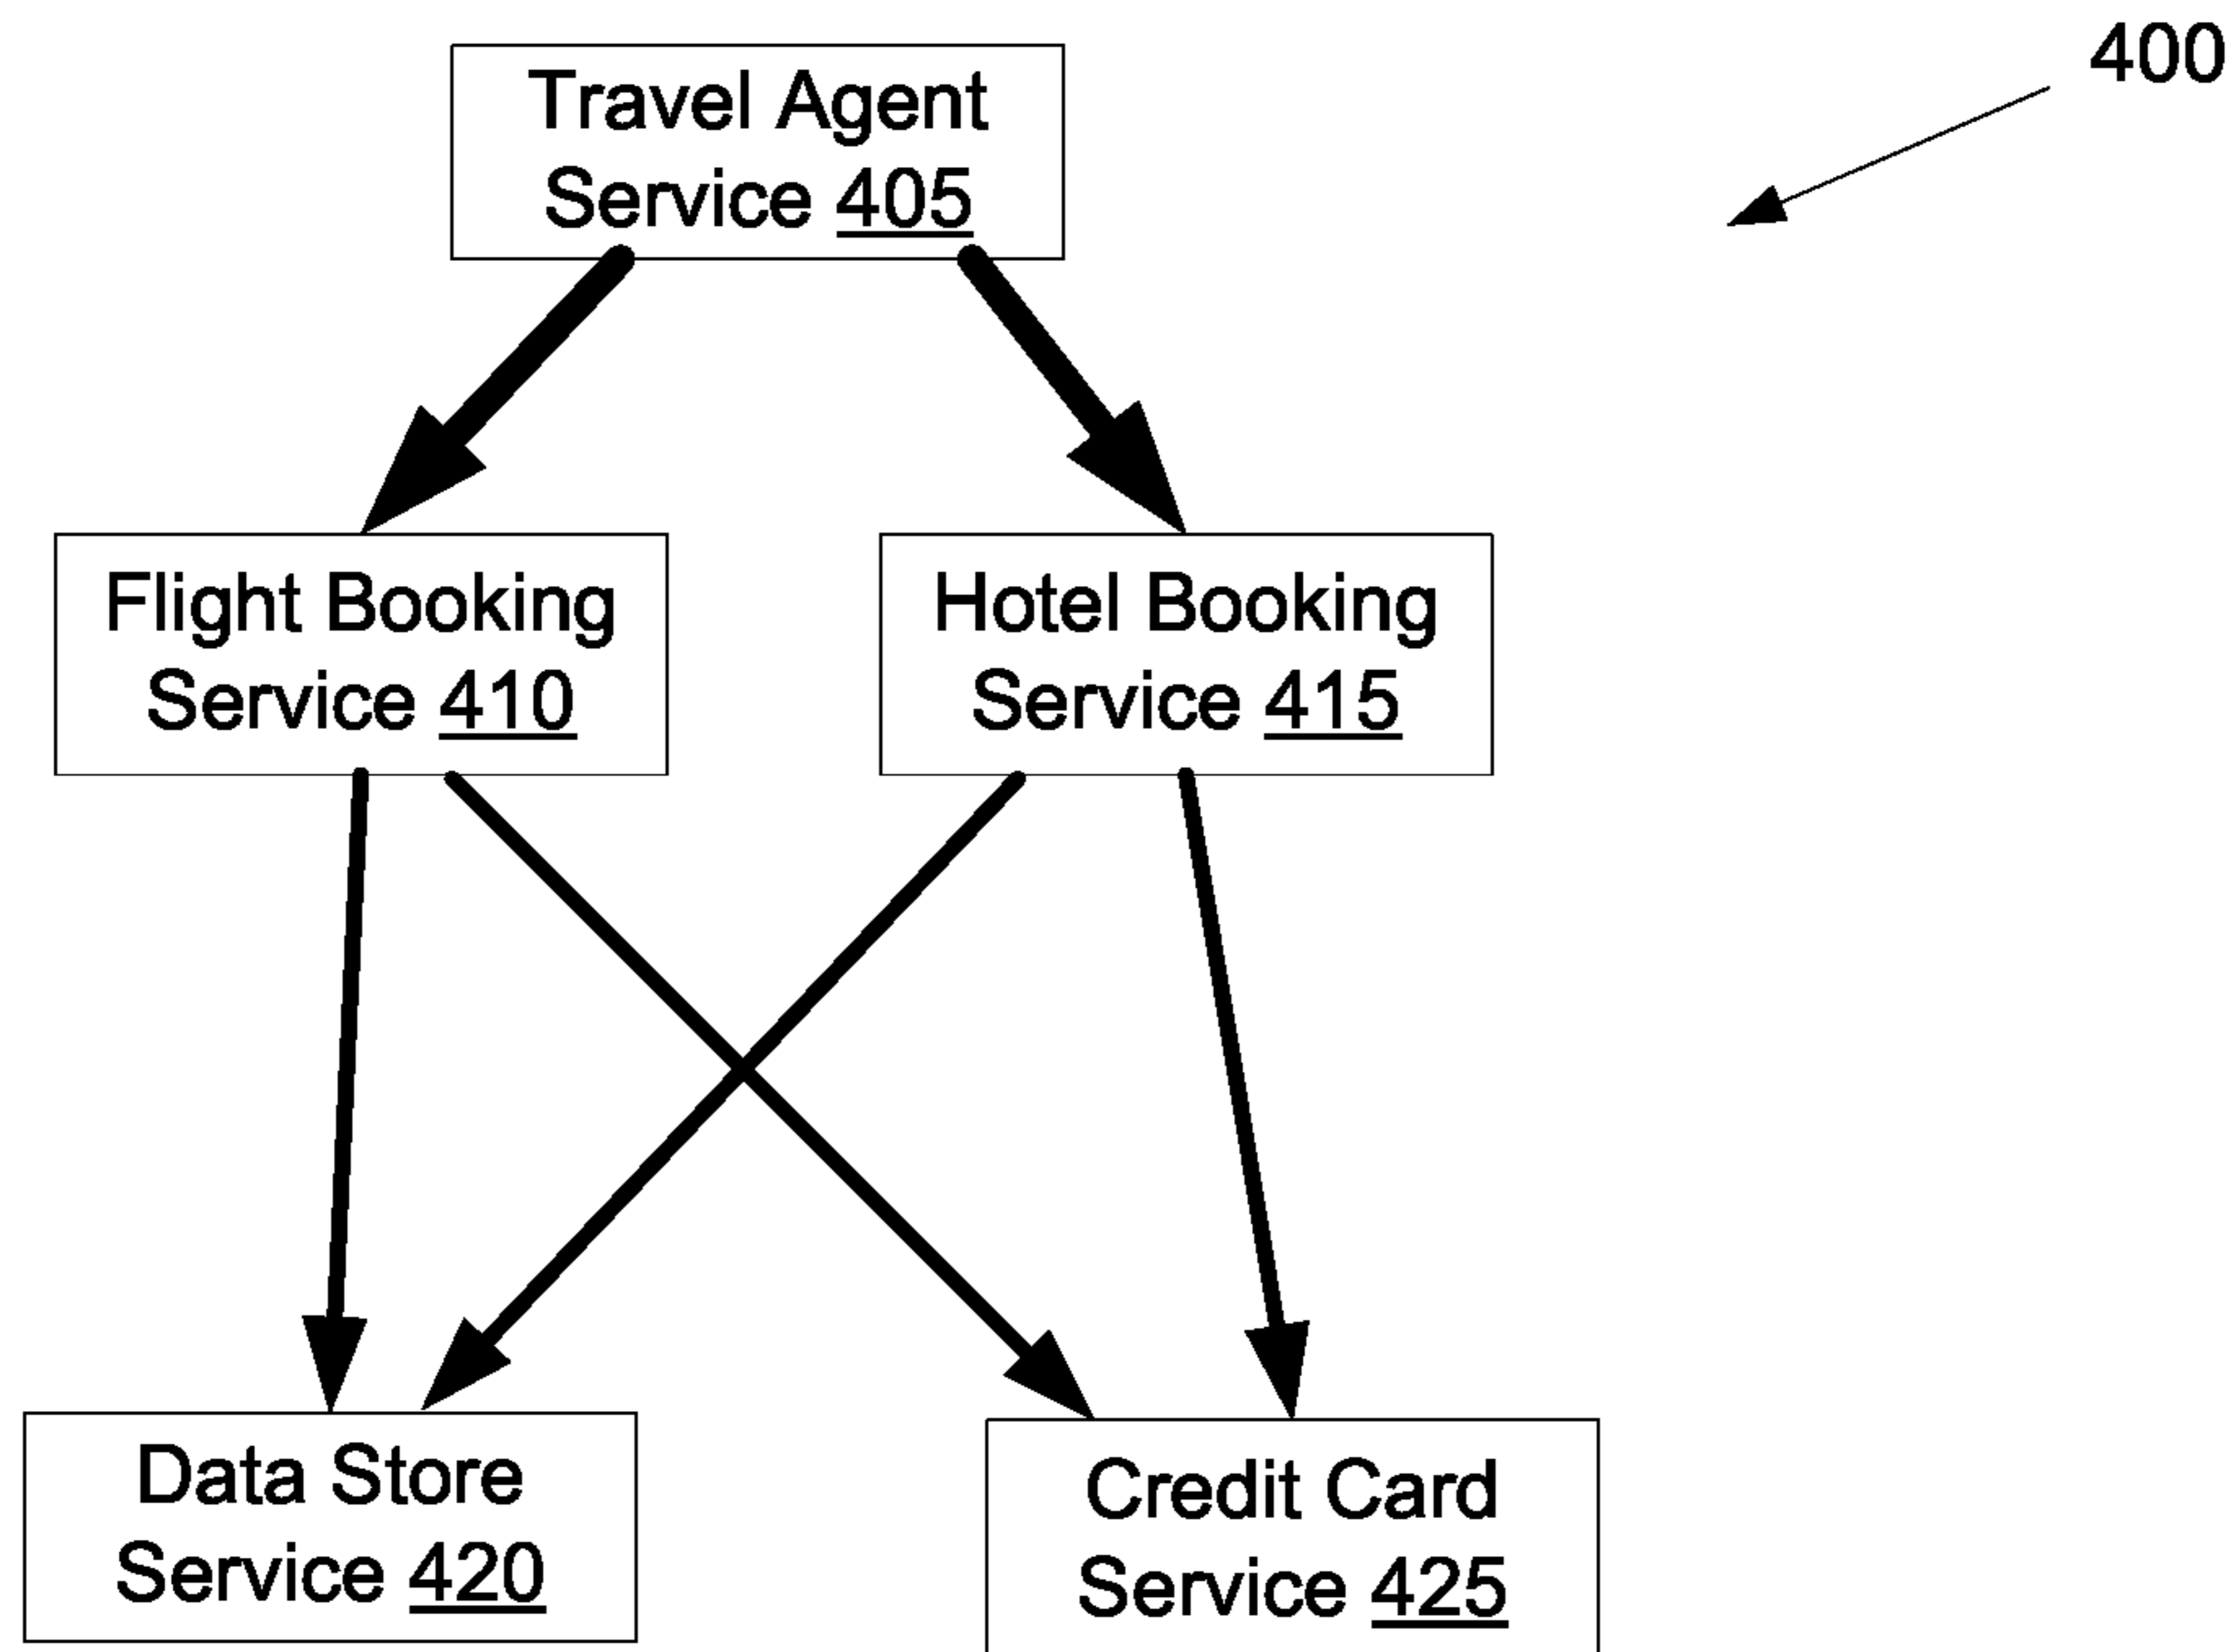 400
Travel Agent
Service 405
Flight Booking
Service 410
Hotel Booking
Service 415
Data Store
Service 420
Credit Card
Service 425